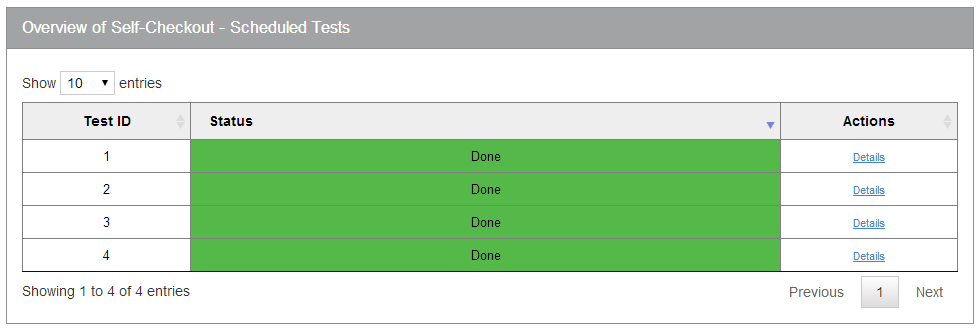 Overview of Self-Checkout - Scheduled Tests
Show 10 entries
Test ID Status Actions
1 Done Details
2 Done Details
3 Done Details
4 Done Details
Showing 1 to 4 of 4 entries Previous 1 Next